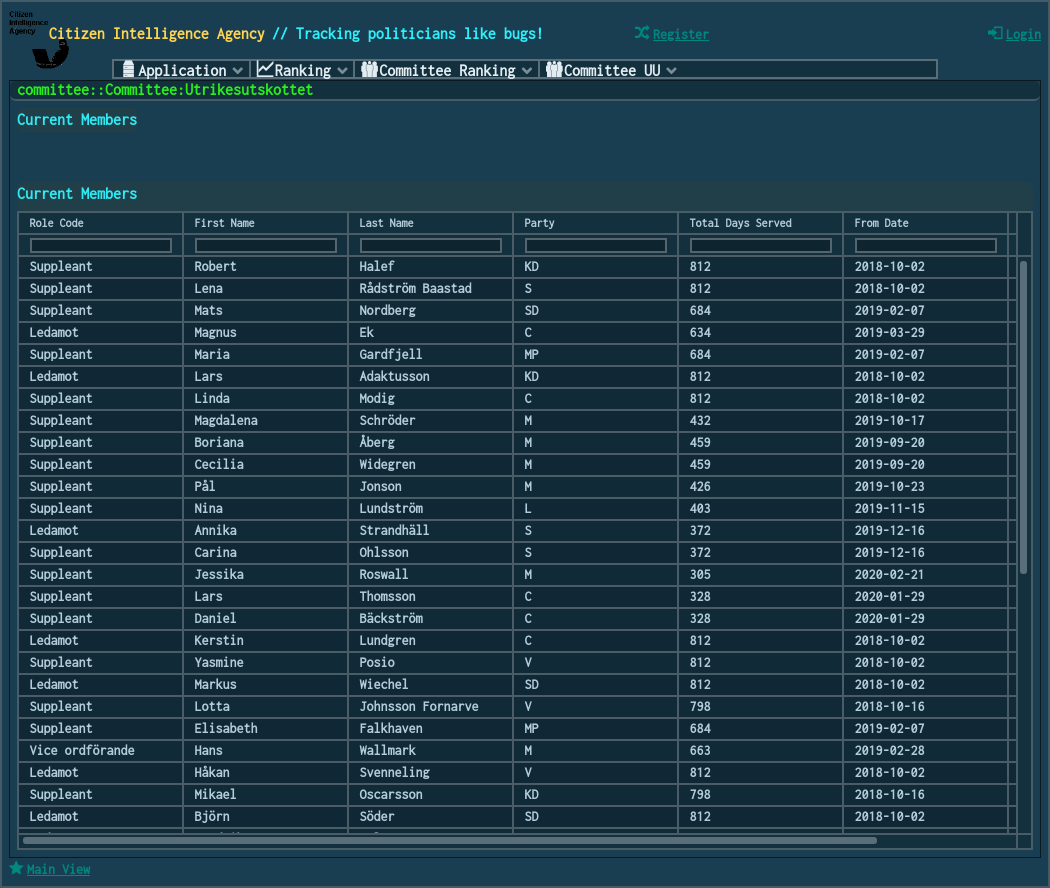 Citizen
Intelligence
Agency
Citizen Intelligence Agency // Tracking politicians like bugs!
Register
Login
Application Ranking Committee Ranking Committee UU
committee::Committee:Utrikesutskottet
Current Members
Current Members
Role Code First Name Last Name Party Total Days Served From Date
Suppleant Robert Halef KD 812 2018-10-02
Suppleant Lena Rådström Baastad S 812 2018-10-02
Suppleant Mats Nordberg SD 684 2019-02-07
Ledamot Magnus Ek C 634 2019-03-29
Suppleant Maria Gardfjell MP 684 2019-02-07
Ledamot Lars Adaktusson KD 812 2018-10-02
Suppleant Linda Modig C 812 2018-10-02
Suppleant Magdalena Schröder M 432 2019-10-17
Suppleant Boriana Åberg M 459 2019-09-20
Suppleant Cecilia Widegren M 459 2019-09-20
Suppleant Pål Jonson M 426 2019-10-23
Suppleant Nina Lundström L 403 2019-11-15
Ledamot Annika Strandhäll S 372 2019-12-16
Suppleant Carina Ohlsson S 372 2019-12-16
Suppleant Jessika Roswall M 305 2020-02-21
Suppleant Lars Thomsson C 328 2020-01-29
Suppleant Daniel Bäckström C 328 2020-01-29
Ledamot Kerstin Lundgren C 812 2018-10-02
Suppleant Yasmine Posio V 812 2018-10-02
Ledamot Markus Wiechel SD 812 2018-10-02
Suppleant Lotta Johnsson Fornarve V 798 2018-10-16
Suppleant Elisabeth Falkhaven MP 684 2019-02-07
Vice ordförande Hans Wallmark M 663 2019-02-28
Ledamot Håkan Svenneling V 812 2018-10-02
Suppleant Mikael Oscarsson KD 798 2018-10-16
Ledamot Björn Söder SD 812 2018-10-02
Main View